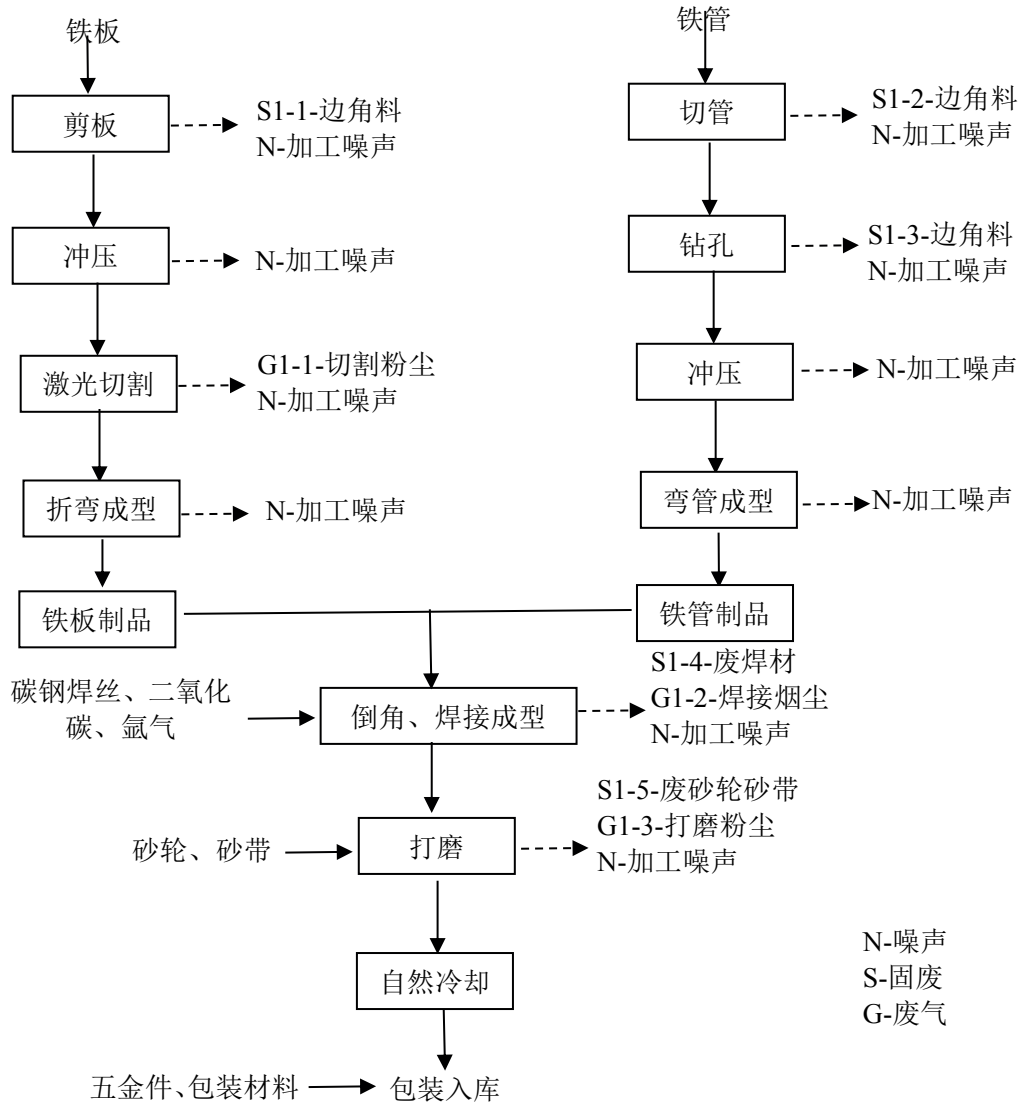 铁板
铁管
剪板
S1-1-边角料
N-加工噪声
切管
S1-2-边角料
N-加工噪声
冲压
N-加工噪声
钻孔
S1-3-边角料
N-加工噪声
激光切割
G1-1-切割粉尘
N-加工噪声
冲压
N-加工噪声
折弯成型
N-加工噪声
弯管成型
N-加工噪声
铁板制品
铁管制品
碳钢焊丝、二氧化
碳、氩气
倒角、焊接成型
S1-4-废焊材
G1-2-焊接烟尘
N-加工噪声
砂轮、砂带
打磨
S1-5-废砂轮砂带
G1-3-打磨粉尘
N-加工噪声
自然冷却
N-噪声
S-固废
G-废气
五金件、包装材料
包装入库